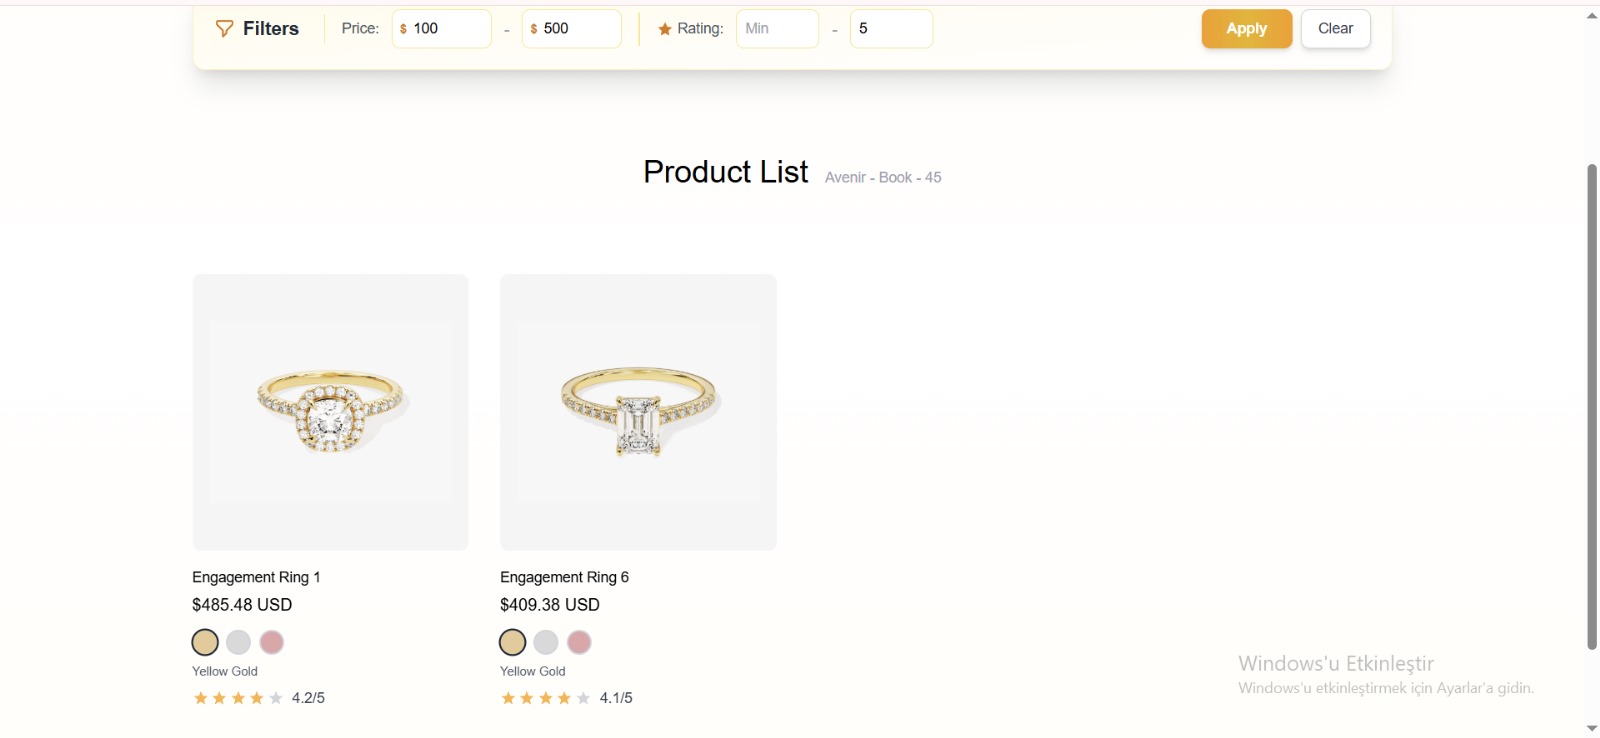 Filters Price: $ 100 - $ 500 Rating: Min - 5 Apply Clear
Product List Avenir - Book - 45
Engagement Ring 1
$485.48 USD
Yellow Gold
4.2/5
Engagement Ring 6
$409.38 USD
Yellow Gold
4.1/5
Windows'u Etkinleştir
Windows'u etkinleştirmek için Ayarlar'a gidin.